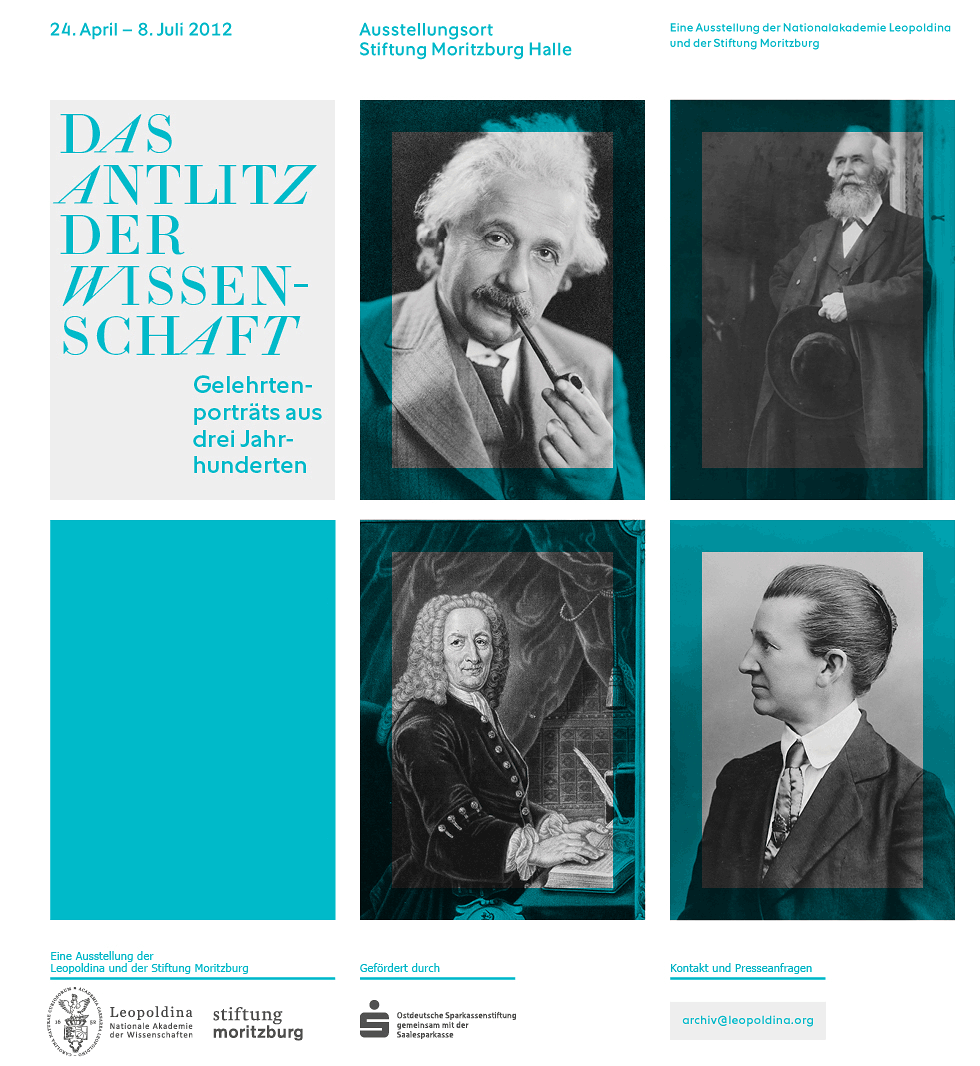 24. April – 8. Juli 2012
Ausstellungsort
Stiftung Moritzburg Halle
Eine Ausstellung der Nationalakademie Leopoldina
und der Stiftung Moritzburg
DAS
ANTLITZ
DER
WISSEN-
SCHAFT
Gelehrten-
porträts aus
drei Jahr-
hunderten
Eine Ausstellung der
Leopoldina und der Stiftung Moritzburg
Leopoldina
Nationale Akademie
der Wissenschaften
stiftung
moritzburg
Gefördert durch
Ostdeutsche Sparkassenstiftung
gemeinsam mit der
Saalesparkasse
Kontakt und Presseanfragen
archiv@leopoldina.org